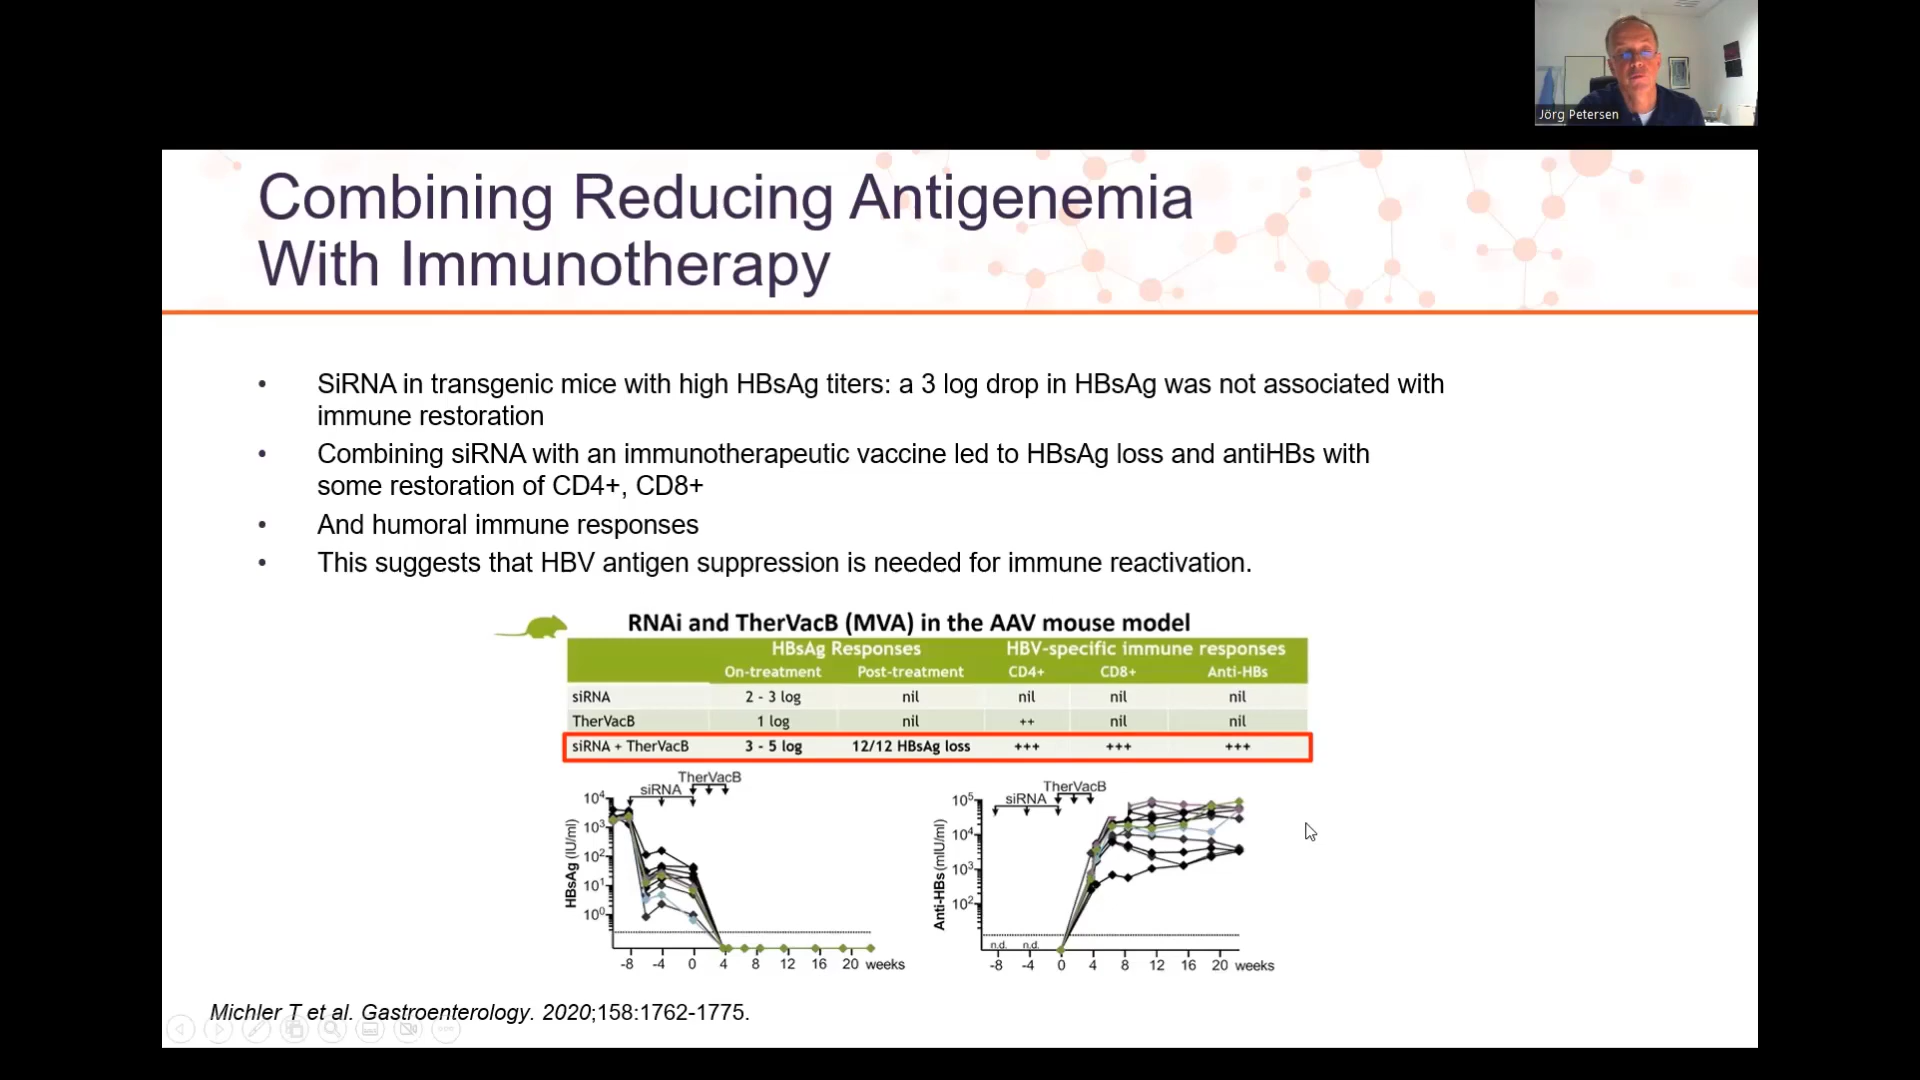 Jörg Petersen
Combining Reducing Antigenemia
With Immunotherapy
• SiRNA in transgenic mice with high HBsAg titers: a 3 log drop in HBsAg was not associated with
immune restoration
• Combining siRNA with an immunotherapeutic vaccine led to HBsAg loss and antiHBs with
some restoration of CD4+, CD8+
• And humoral immune responses
• This suggests that HBV antigen suppression is needed for immune reactivation.
RNAi and TherVacB (MVA) in the AAV mouse model
HBsAg Responses HBV-specific immune responses
On-treatment Post-treatment CD4+ CD8+ Anti-HBs
siRNA 2 - 3 log nil nil nil nil
TherVacB 1 log nil ++ nil nil
siRNA + TherVacB 3 - 5 log 12/12 HBsAg loss +++ +++ +++
TherVacB
siRNA
HBsAg (IU/ml)
10⁴
10³
10²
10¹
10⁰
-8 -4 0 4 8 12 16 20 weeks
TherVacB
siRNA
Anti-HBs (mIU/ml)
10⁵
10⁴
10³
10²
n.d. n.d.
-8 -4 0 4 8 12 16 20 weeks
Michler T et al. Gastroenterology. 2020;158:1762-1775.